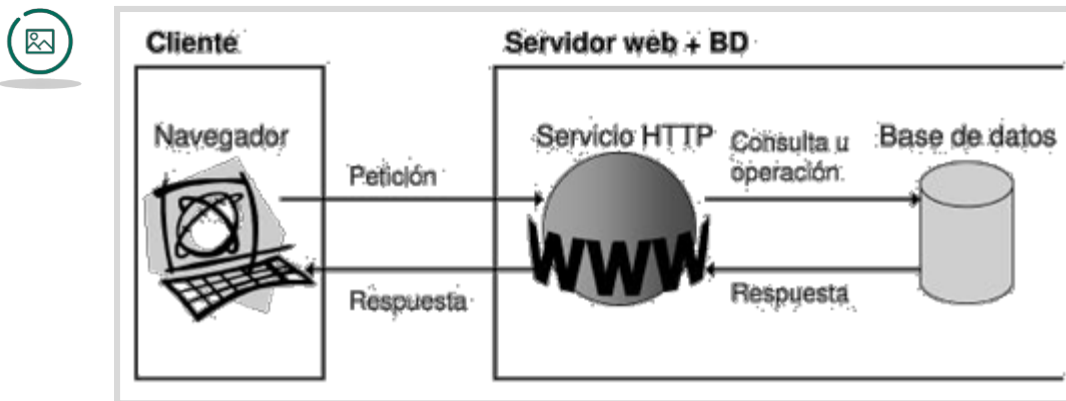 Cliente
Servidor web + BD
Navegador
Servicio HTTP
Consulta u
operación
Base de datos
Petición
WWW
Respuesta
Respuesta